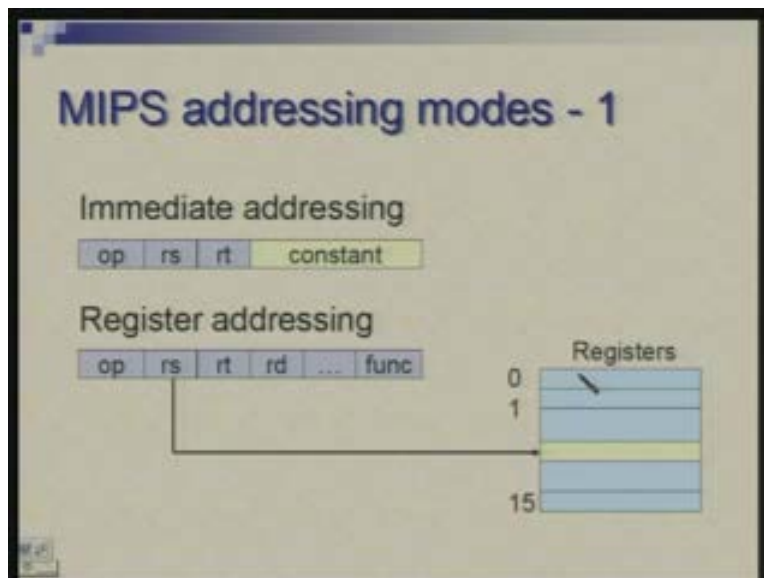 MIPS addressing modes - 1
Immediate addressing
op rs rt constant
Register addressing
op rs rt rd ... func
Registers
0
1
15